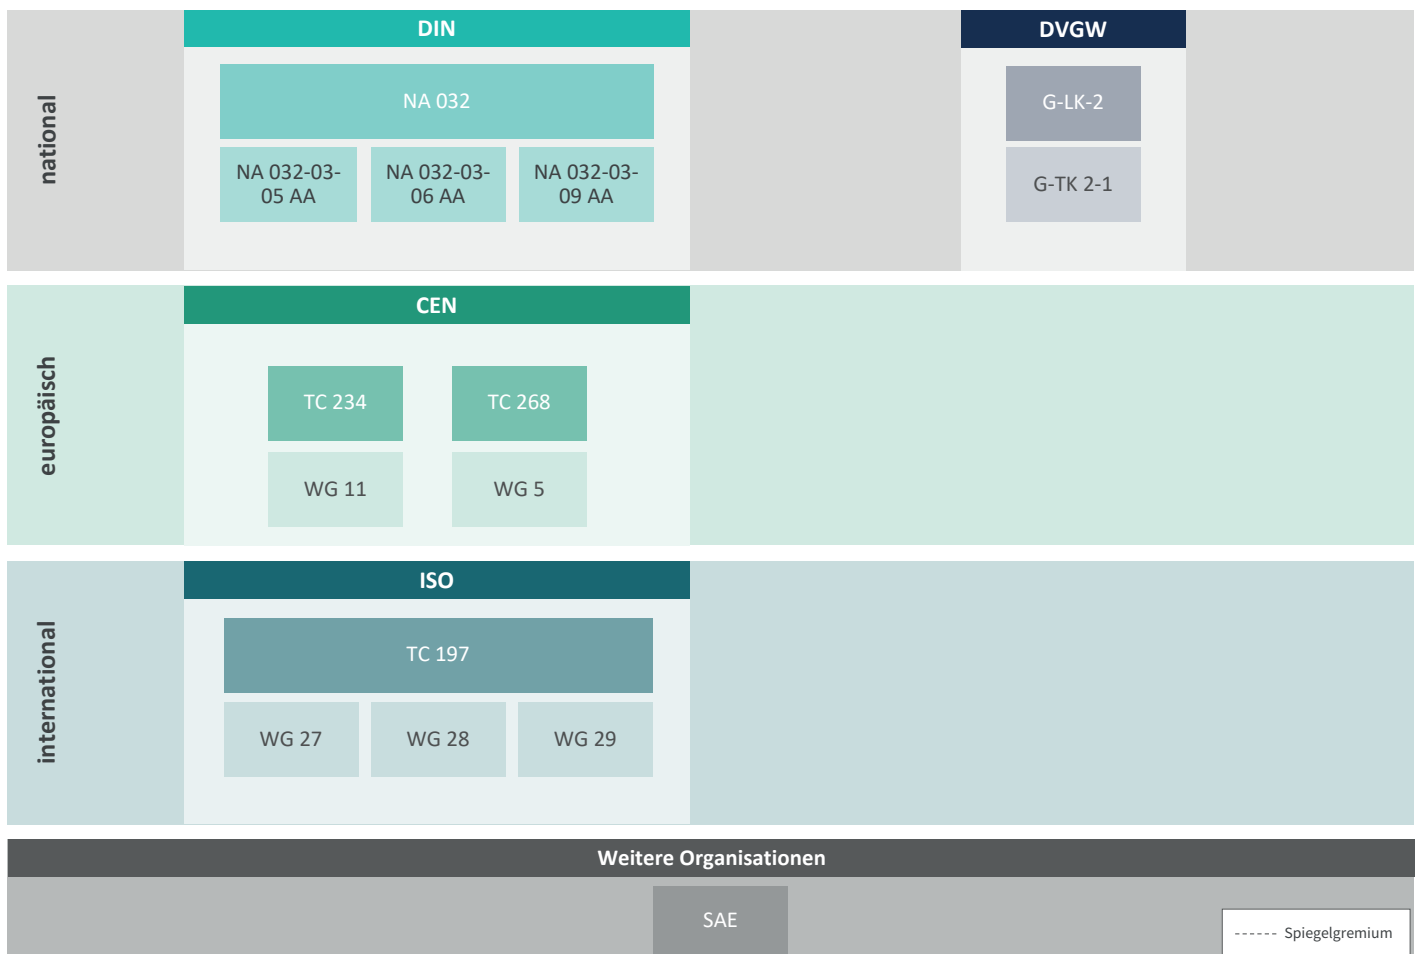 national
DIN
NA 032
NA 032-03-
05 AA
NA 032-03-
06 AA
NA 032-03-
09 AA
DVGW
G-LK-2
G-TK 2-1
europäisch
CEN
TC 234
TC 268
WG 11
WG 5
international
ISO
TC 197
WG 27
WG 28
WG 29
Weitere Organisationen
SAE
------ Spiegelgremium